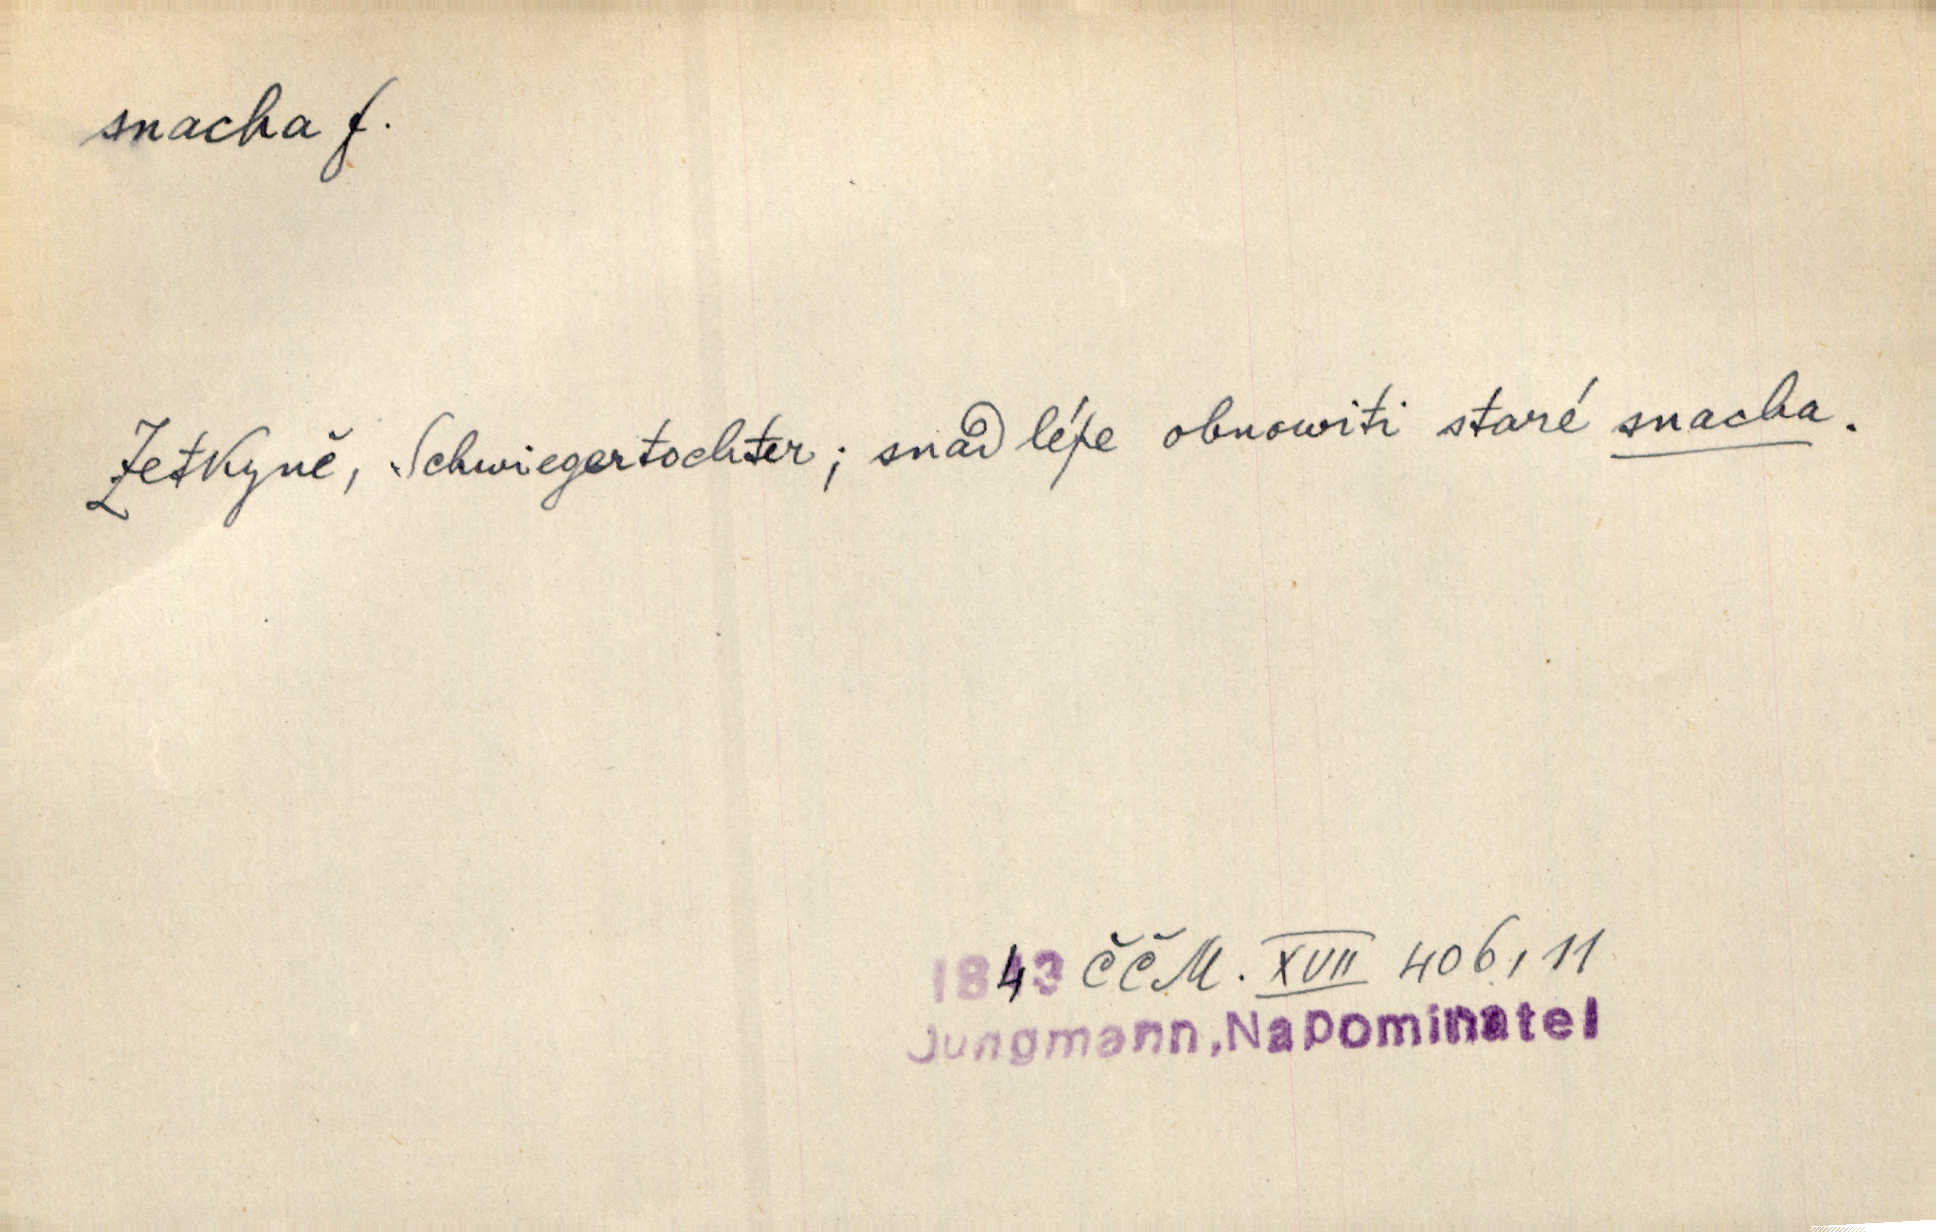 snacha f.
Zetkyně, Schwiegertochter; snad lépe obnowiti staré snacha.
1843 ČČM. XVII 406, 11
Jungmann, Napominatel